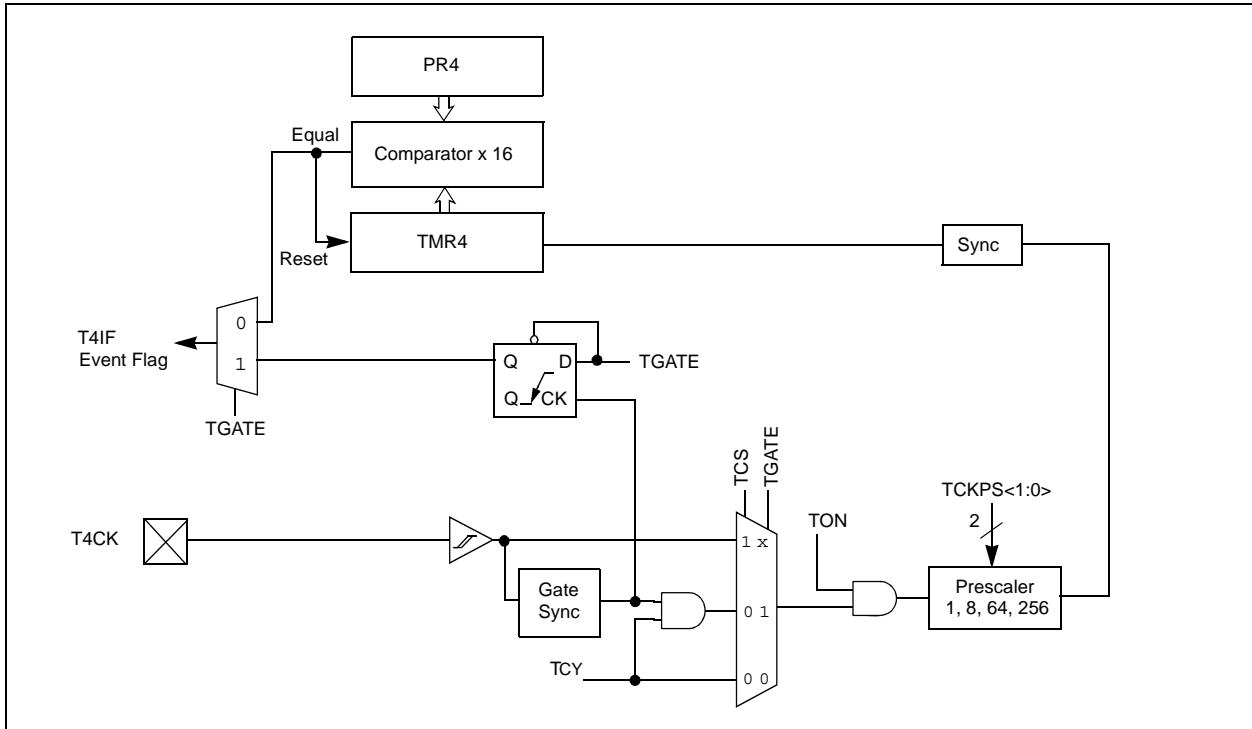 PR4
Equal
Comparator x 16
TMR4
Reset
Sync
T4IF
Event Flag
0
1
TGATE
Q
D
TGATE
Q
CK
TCS
TGATE
TCKPS<1:0>
2
TON
T4CK
1 x
Gate
Sync
0 1
Prescaler
1, 8, 64, 256
TCY
0 0